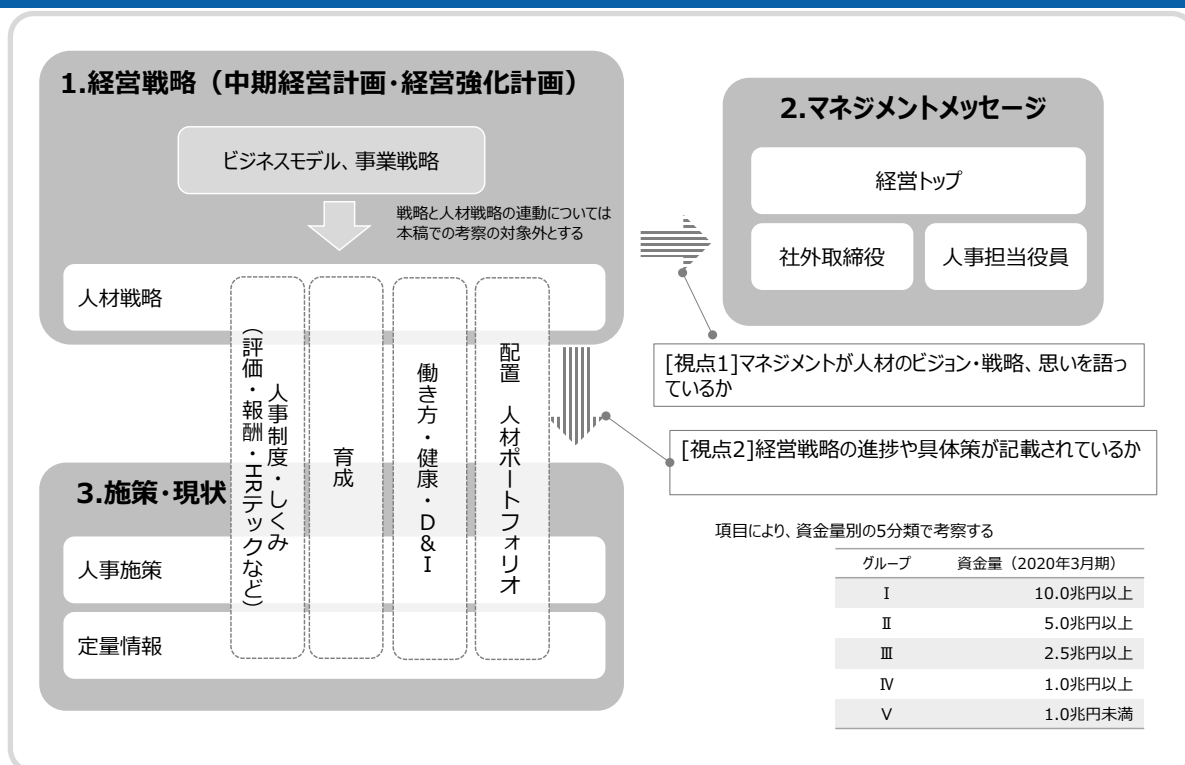 1.経営戦略（中期経営計画・経営強化計画）
ビジネスモデル、事業戦略
戦略と人材戦略の連動については
本稿での考察の対象外とする
人材戦略
2.マネジメントメッセージ
経営トップ
社外取締役
人事担当役員
[視点1]マネジメントが人材のビジョン・戦略、思いを語っ
ているか
[視点2]経営戦略の進捗や具体策が記載されているか
人事制度・しくみ
（評価・報酬・HRテックなど）
育成
働き方・健康・D&I
配置　人材ポートフォリオ
3.施策・現状
人事施策
定量情報
項目により、資金量別の5分類で考察する
グループ 資金量（2020年3月期）
Ⅰ 10.0兆円以上
Ⅱ 5.0兆円以上
Ⅲ 2.5兆円以上
Ⅳ 1.0兆円以上
Ⅴ 1.0兆円未満